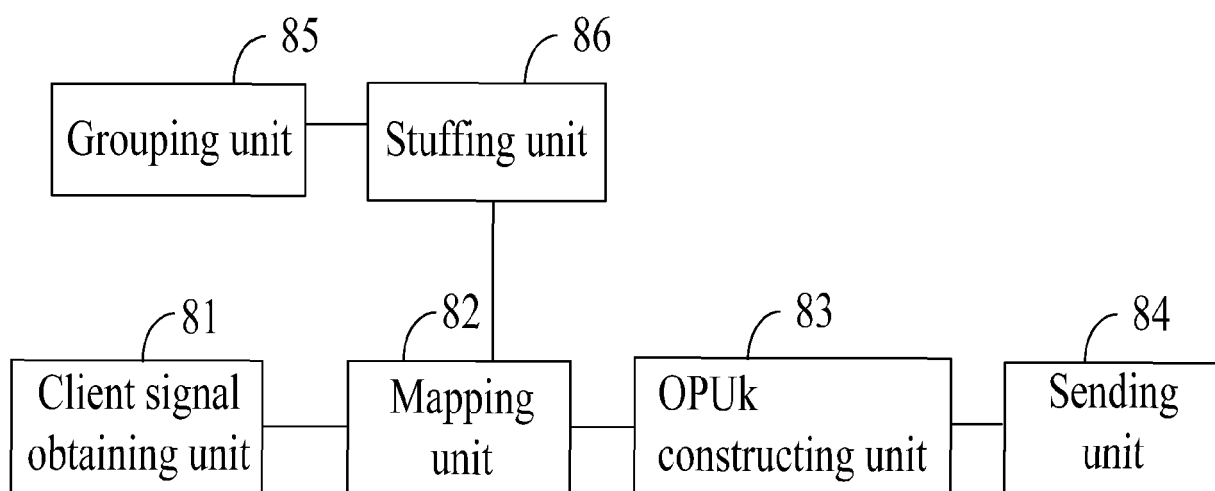 85
86
Grouping unit
Stuffing unit
81
82
83
84
Client signal
obtaining unit
Mapping
unit
OPUk
constructing unit
Sending
unit